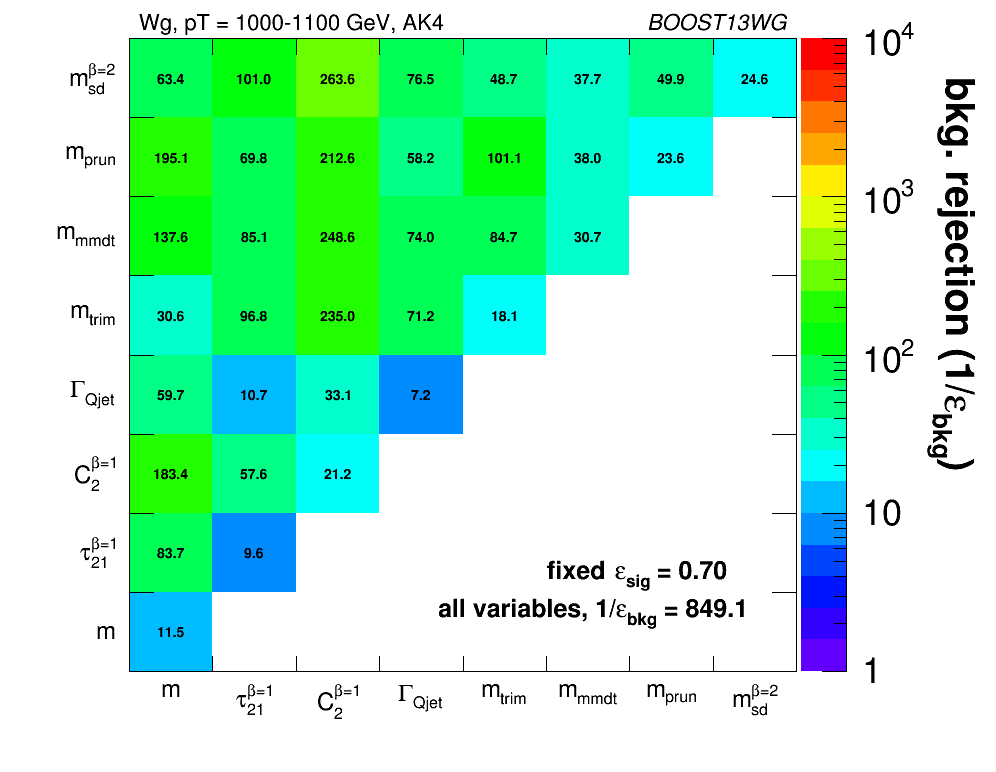 Wg, pT = 1000-1100 GeV, AK4 BOOST13WG
m_sd^β=2 63.4 101.0 263.6 76.5 48.7 37.7 49.9 24.6
m_prun 195.1 69.8 212.6 58.2 101.1 38.0 23.6
m_mmdt 137.6 85.1 248.6 74.0 84.7 30.7
m_trim 30.6 96.8 235.0 71.2 18.1
Γ_Qjet 59.7 10.7 33.1 7.2
C_2^β=1 183.4 57.6 21.2
τ_21^β=1 83.7 9.6
m 11.5
fixed ε_sig = 0.70
all variables, 1/ε_bkg = 849.1
m τ_21^β=1 C_2^β=1 Γ_Qjet m_trim m_mmdt m_prun m_sd^β=2
10^4
10^3
10^2
10
1
bkg. rejection (1/ε_bkg)